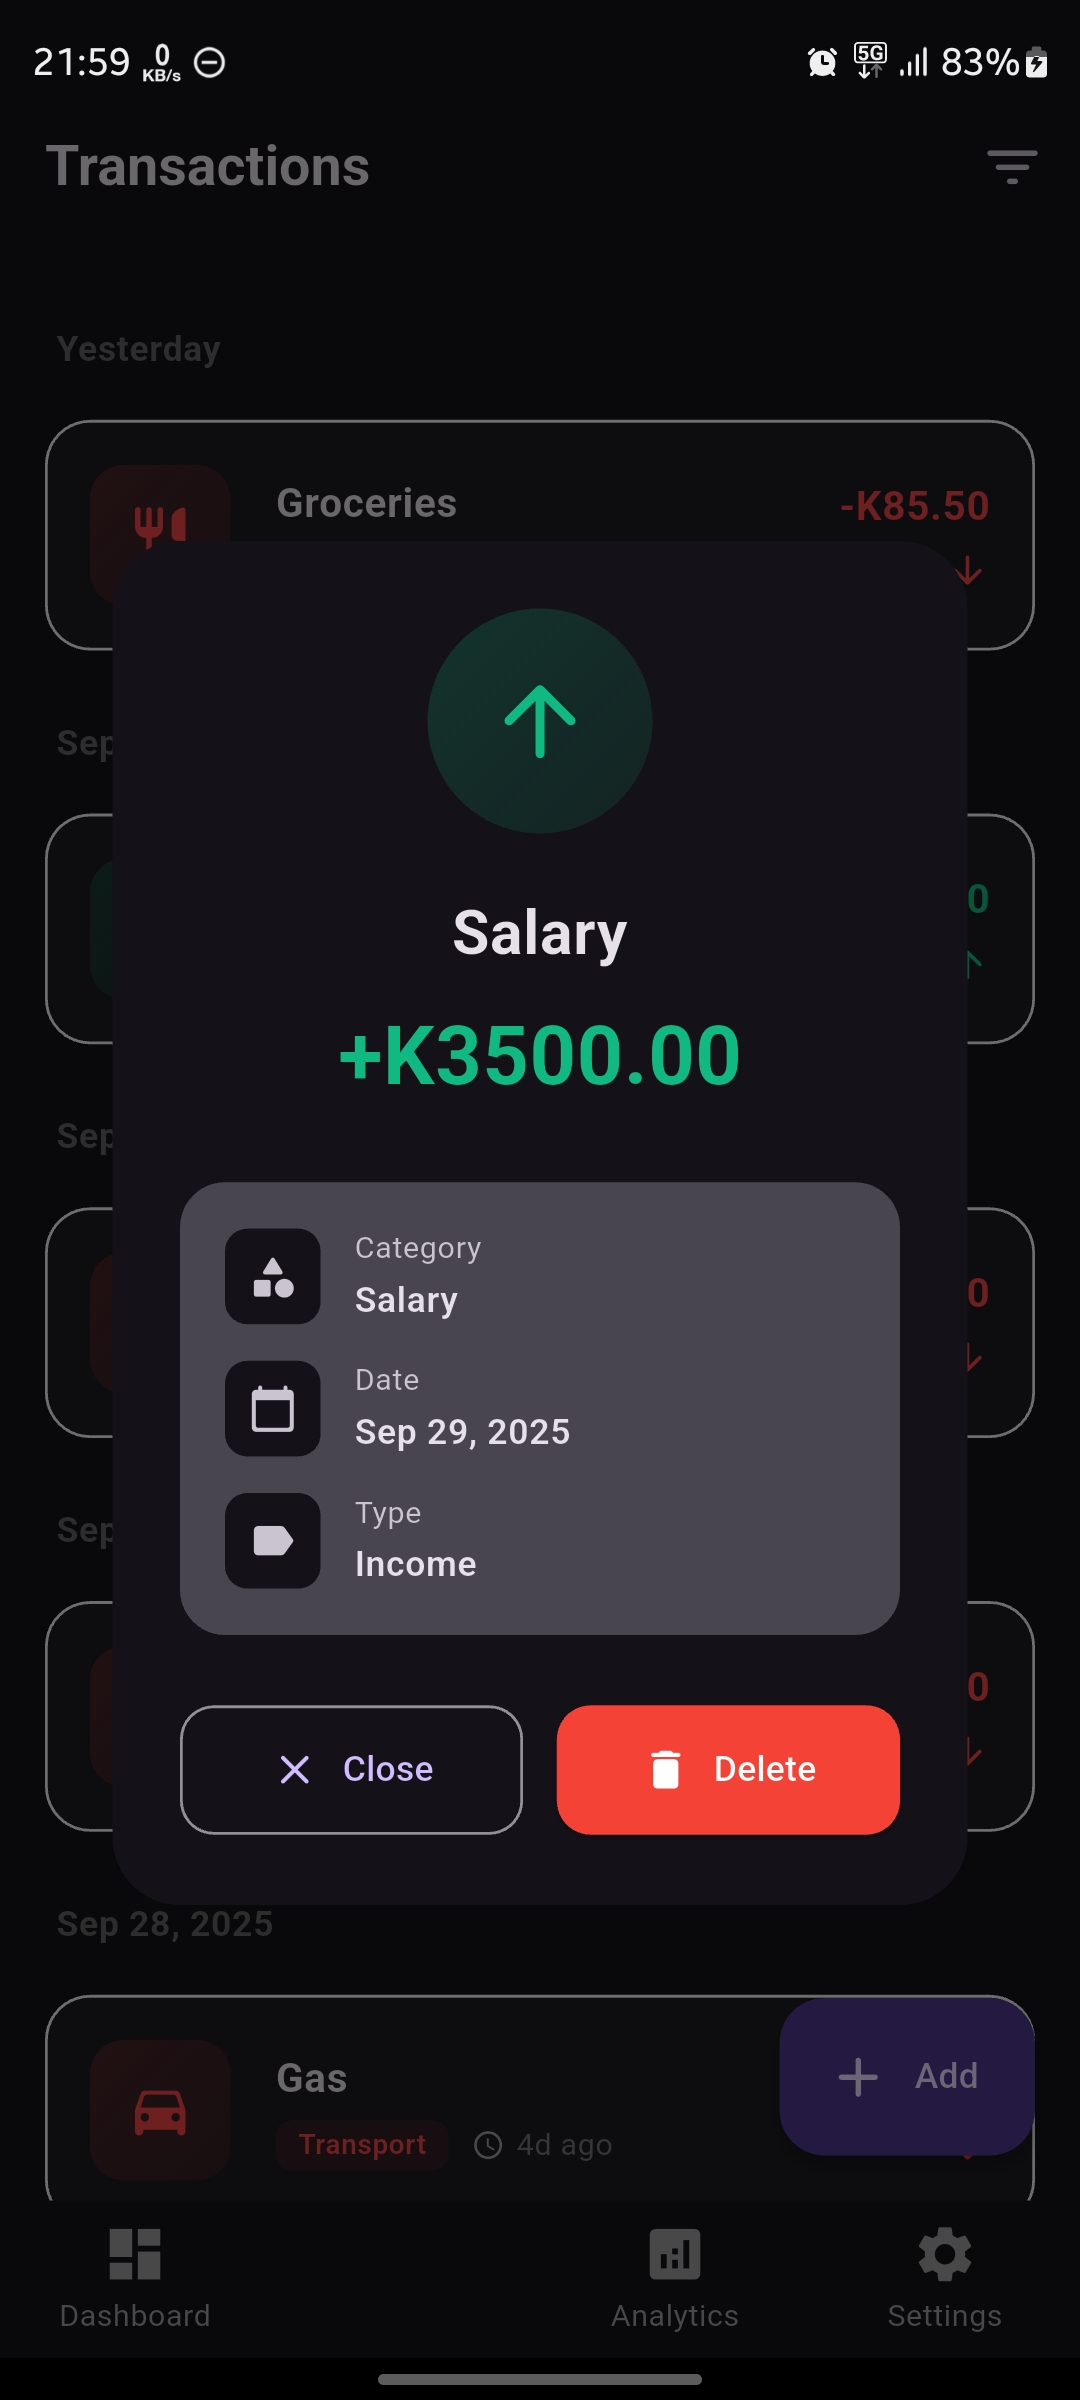 21:59 0 KB/s 5G 83%
Transactions
Yesterday
Groceries -K85.50
Sep
0
Salary
+K3500.00
Sep
Category
Salary
0
Date
Sep 29, 2025
Type
Sep
Income
0
Close Delete
Sep 28, 2025
Gas
Add
Transport 4d ago
Dashboard Analytics Settings